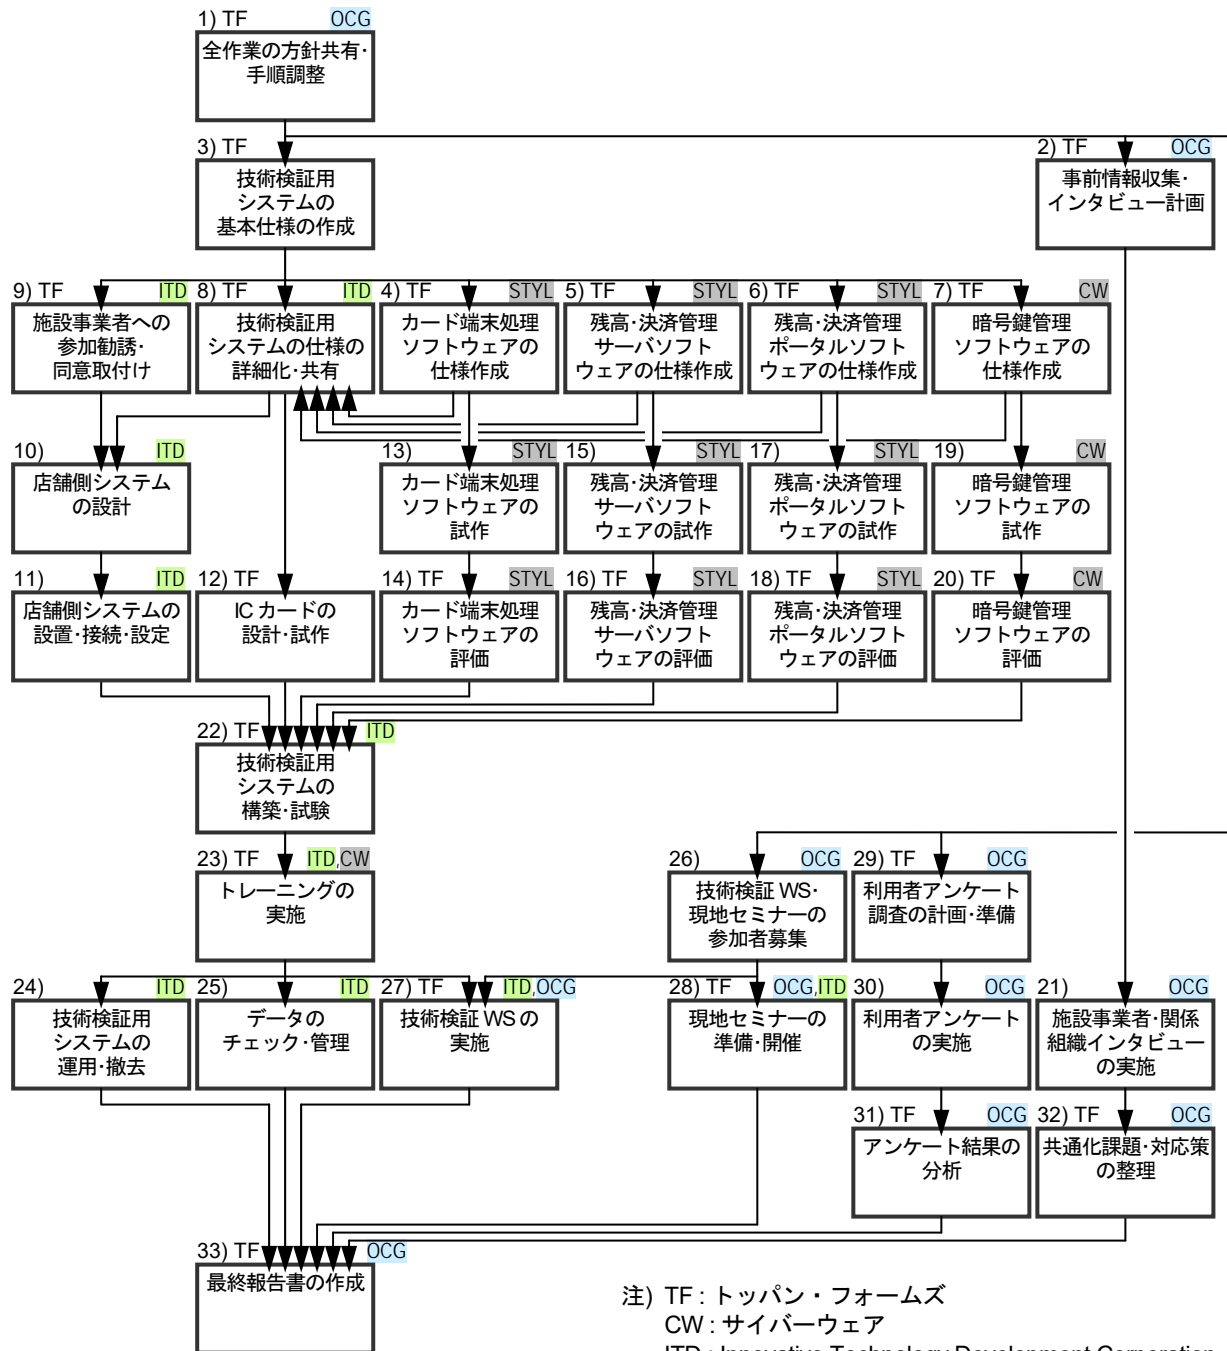 1) TF OCG
全作業の方針共有・
手順調整
3) TF
技術検証用
システムの
基本仕様の作成
2) TF OCG
事前情報収集・
インタビュー計画
9) TF ITD
施設事業者への
参加勧誘・
同意取付け
8) TF ITD
技術検証用
システムの仕様の
詳細化・共有
4) TF STYL
カード端末処理
ソフトウェアの
仕様作成
5) TF STYL
残高・決済管理
サーバソフト
ウェアの仕様作成
6) TF STYL
残高・決済管理
ポータルソフト
ウェアの仕様作成
7) TF CW
暗号鍵管理
ソフトウェアの
仕様作成
10) ITD
店舗側システム
の設計
13) STYL
カード端末処理
ソフトウェアの
試作
15) STYL
残高・決済管理
サーバソフト
ウェアの試作
17) STYL
残高・決済管理
ポータルソフト
ウェアの試作
19) CW
暗号鍵管理
ソフトウェアの
試作
11) ITD
店舗側システムの
設置・接続・設定
12) TF
ICカードの
設計・試作
14) TF STYL
カード端末処理
ソフトウェアの
評価
16) TF STYL
残高・決済管理
サーバソフト
ウェアの評価
18) TF STYL
残高・決済管理
ポータルソフト
ウェアの評価
20) TF CW
暗号鍵管理
ソフトウェアの
評価
22) TF ITD
技術検証用
システムの
構築・試験
23) TF ITD,CW
トレーニングの
実施
26) OCG
技術検証WS・
現地セミナーの
参加者募集
29) TF OCG
利用者アンケート
調査の計画・準備
24) ITD
技術検証用
システムの
運用・撤去
25) ITD
データの
チェック・管理
27) TF ITD,OCG
技術検証WSの
実施
28) TF OCG,ITD
現地セミナーの
準備・開催
30) OCG
利用者アンケート
の実施
21) OCG
施設事業者・関係
組織インタビュー
の実施
31) TF OCG
アンケート結果の
分析
32) TF OCG
共通化課題・対応策
の整理
33) TF OCG
最終報告書の作成
注) TF : トッパン・フォームズ
CW : サイバーウェア
ITD : Innovative Technology Development Corporation